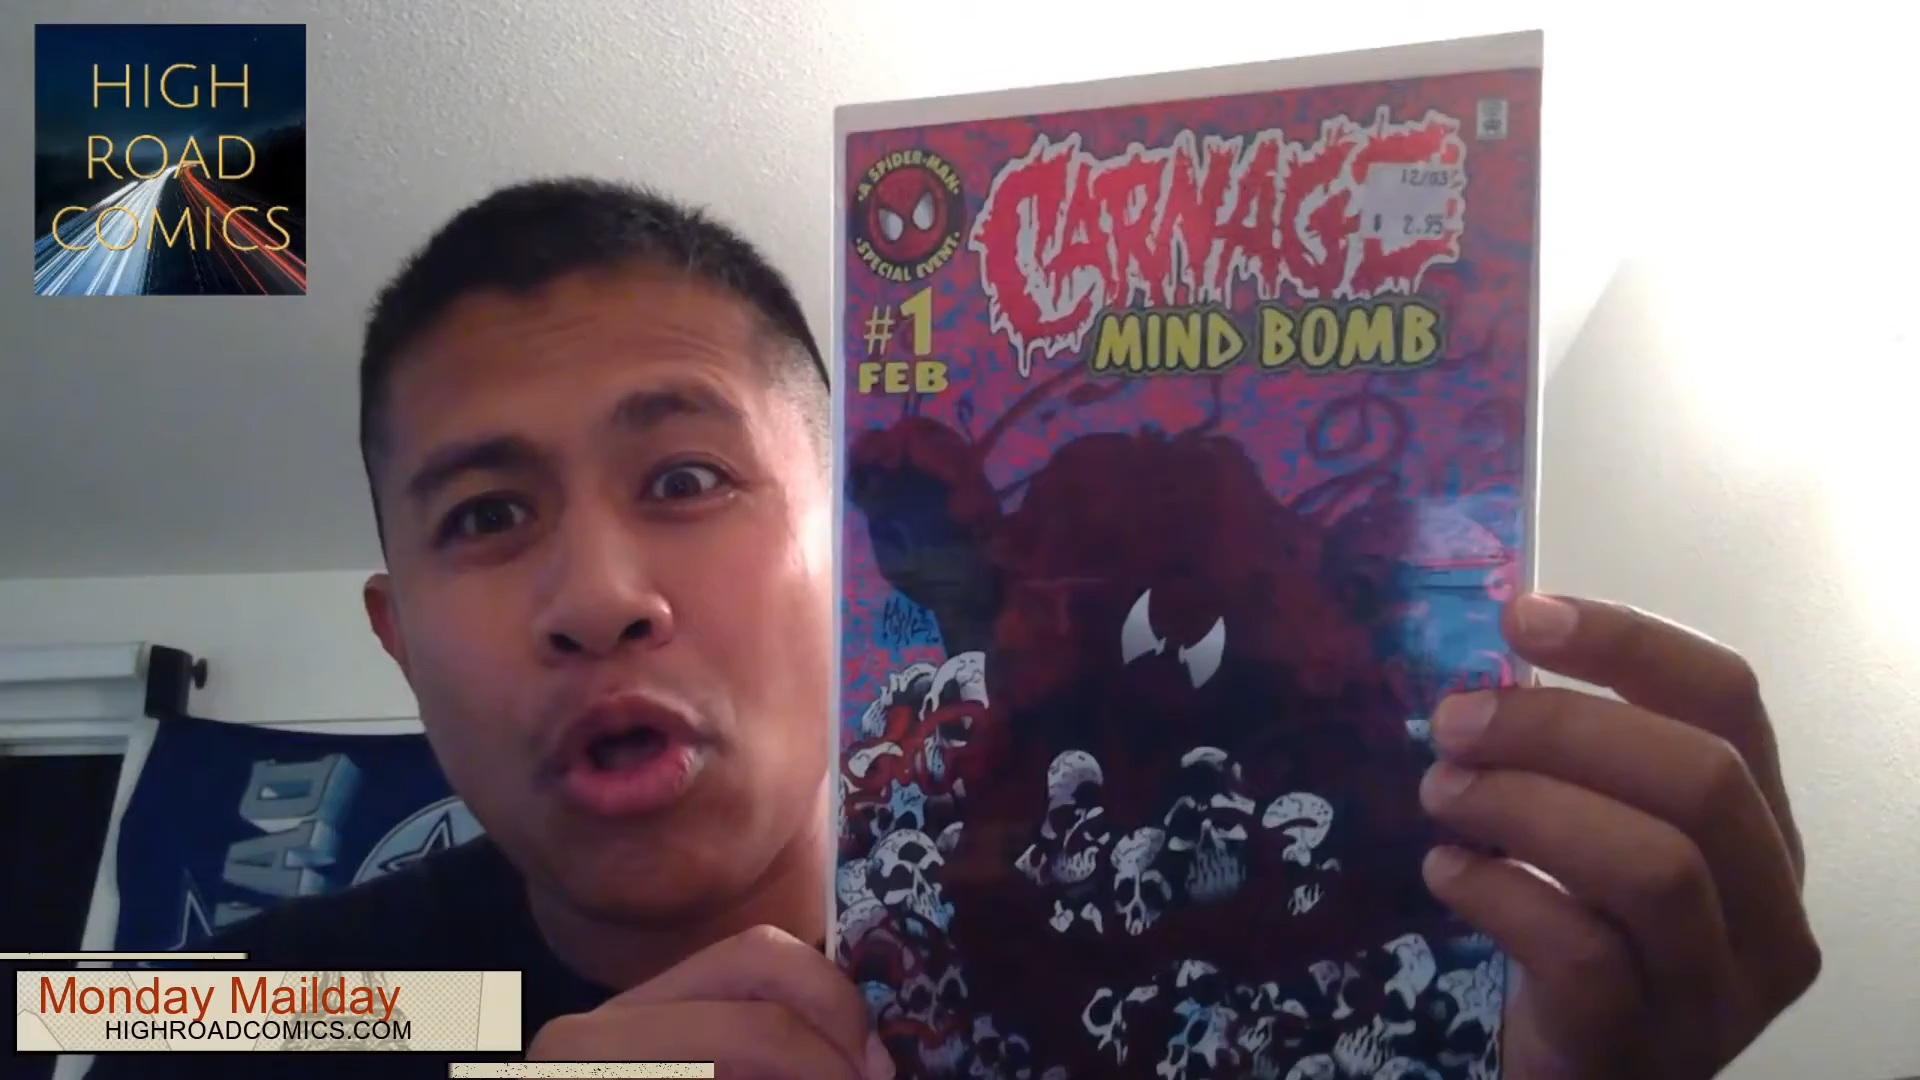 HIGH
ROAD
COMICS
·A SPIDER-MAN·
·SPECIAL EVENT·
CARNAGE
12/03
$ 2.95
MIND BOMB
#1
FEB
Monday Mailday
HIGHROADCOMICS.COM